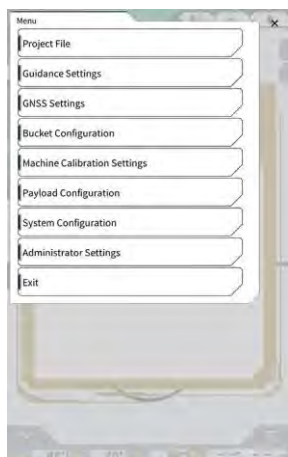 Menu
×
Project File
Guidance Settings
GNSS Settings
Bucket Configuration
Machine Calibration Settings
Payload Configuration
System Configuration
Administrator Settings
Exit